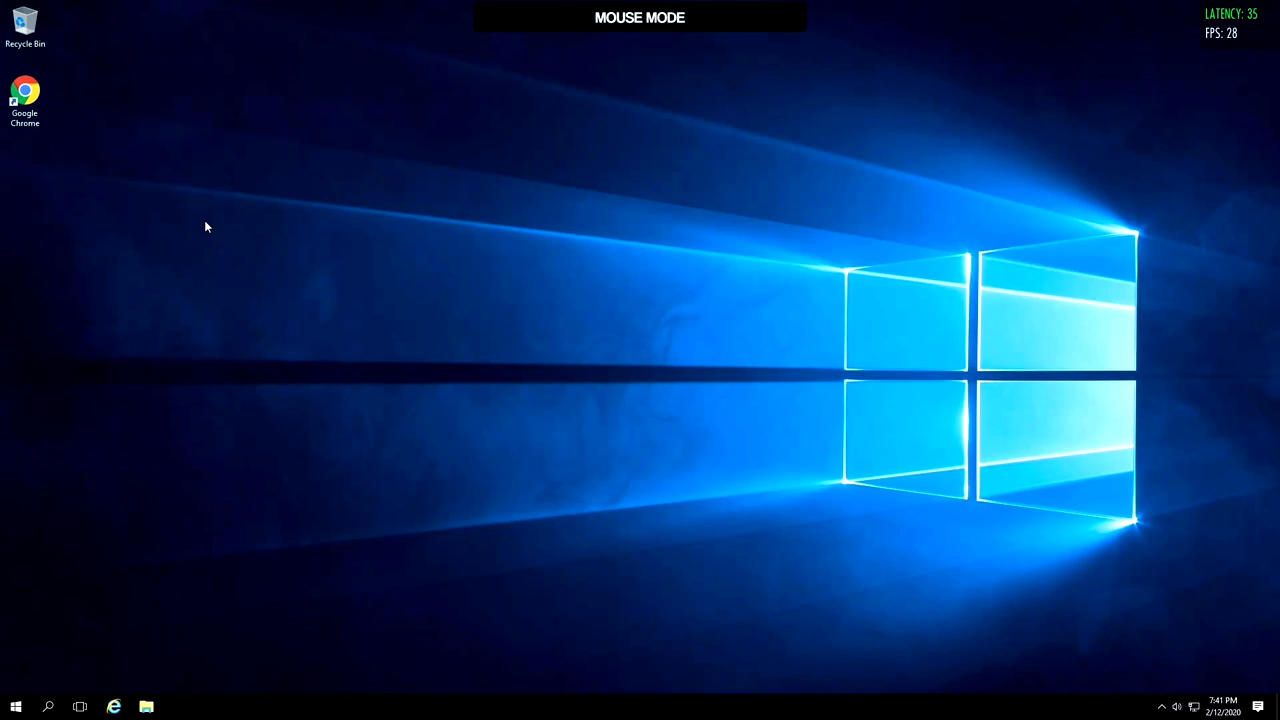 MOUSE MODE
LATENCY: 35
FPS: 28
Recycle Bin
Google
Chrome
7:41 PM
2/12/2020